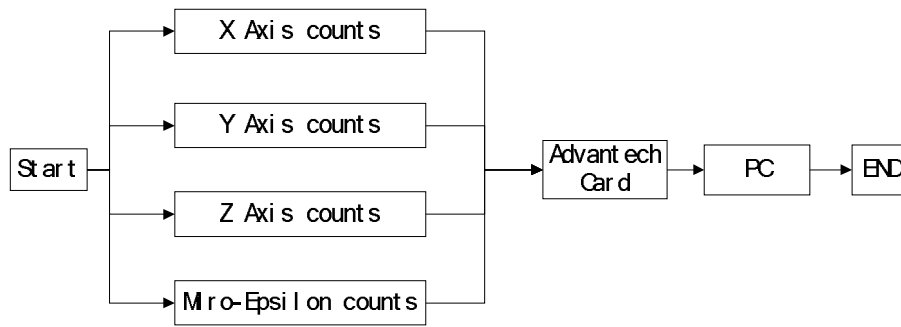 X Axis counts
Y Axis counts
Start
Advantech
Card
PC
END
Z Axis counts
Miro-Epsilon counts